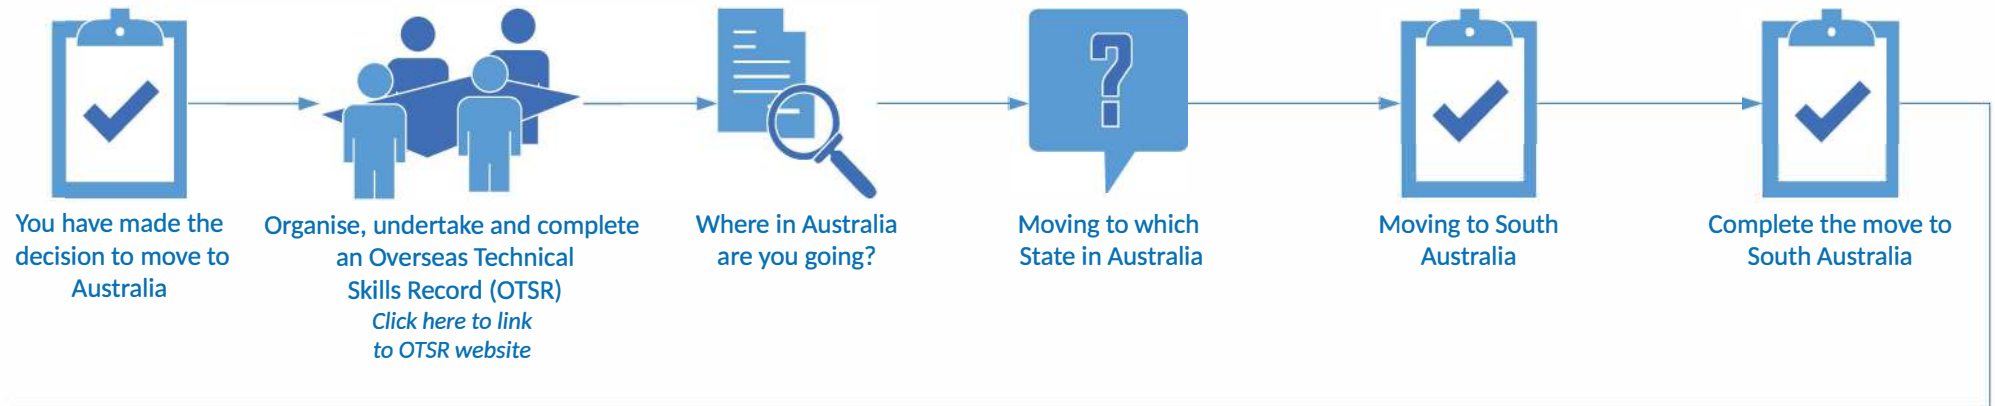 You have made the
decision to move to
Australia
Organise, undertake and complete
an Overseas Technical
Skills Record (OTSR)
Click here to link
to OTSR website
Where in Australia
are you going?
?
Moving to which
State in Australia
Moving to South
Australia
Complete the move to
South Australia